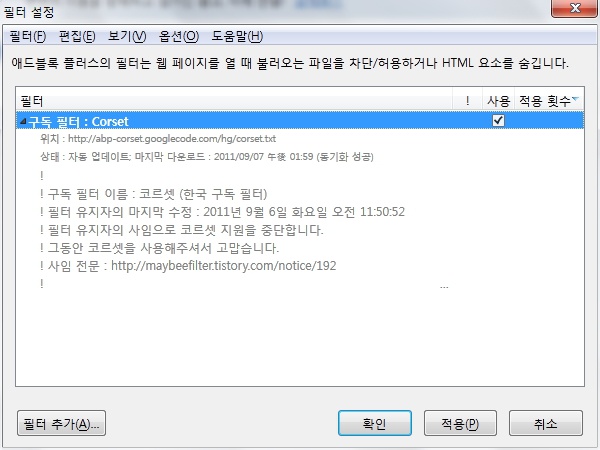 필터 설정
필터(F) 편집(E) 보기(V) 옵션(O) 도움말(H)
애드블록 플러스의 필터는 웹 페이지를 열 때 불러오는 파일을 차단/허용하거나 HTML 요소를 숨깁니다.
필터 ! 사용 적용 횟수
구독 필터 : Corset
위치 : http://abp-corset.googlecode.com/hg/corset.txt
상태 : 자동 업데이트; 마지막 다운로드 : 2011/09/07 午後 01:59 (동기화 성공)
!
! 구독 필터 이름 : 코르셋 (한국 구독 필터)
! 필터 유지자의 마지막 수정 : 2011년 9월 6일 화요일 오전 11:50:52
! 필터 유지자의 사임으로 코르셋 지원을 중단합니다.
! 그동안 코르셋을 사용해주셔서 고맙습니다.
! 사임 전문 : http://maybeefilter.tistory.com/notice/192
! ...
필터 추가(A)... 확인 적용(P) 취소